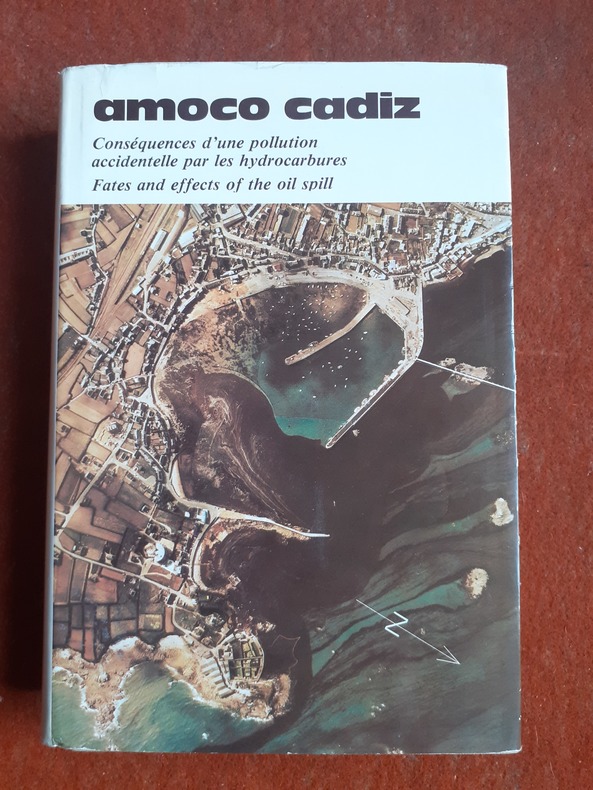 amoco cadiz
Conséquences d'une pollution
accidentelle par les hydrocarbures
Fates and effects of the oil spill
N